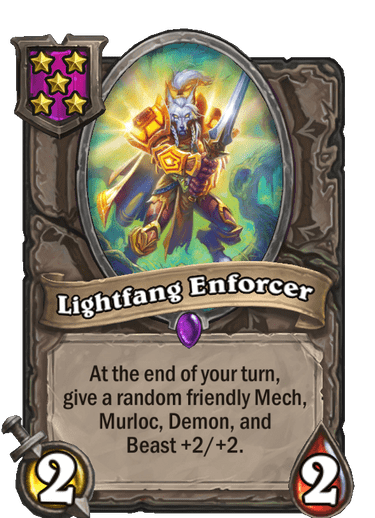 Lightfang Enforcer
At the end of your turn,
give a random friendly Mech,
Murloc, Demon, and
Beast +2/+2.
2 2